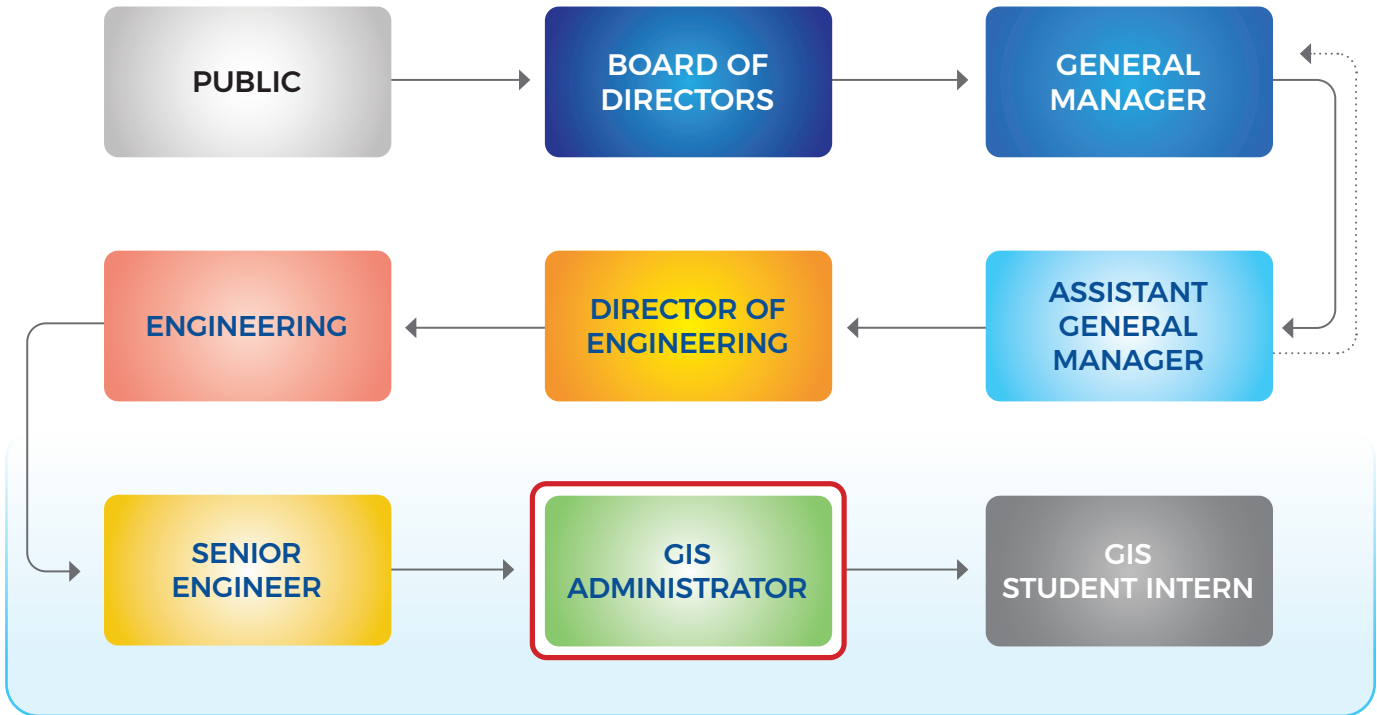 PUBLIC
BOARD OF
DIRECTORS
GENERAL
MANAGER
ENGINEERING
DIRECTOR OF
ENGINEERING
ASSISTANT
GENERAL
MANAGER
SENIOR
ENGINEER
GIS
ADMINISTRATOR
GIS
STUDENT INTERN